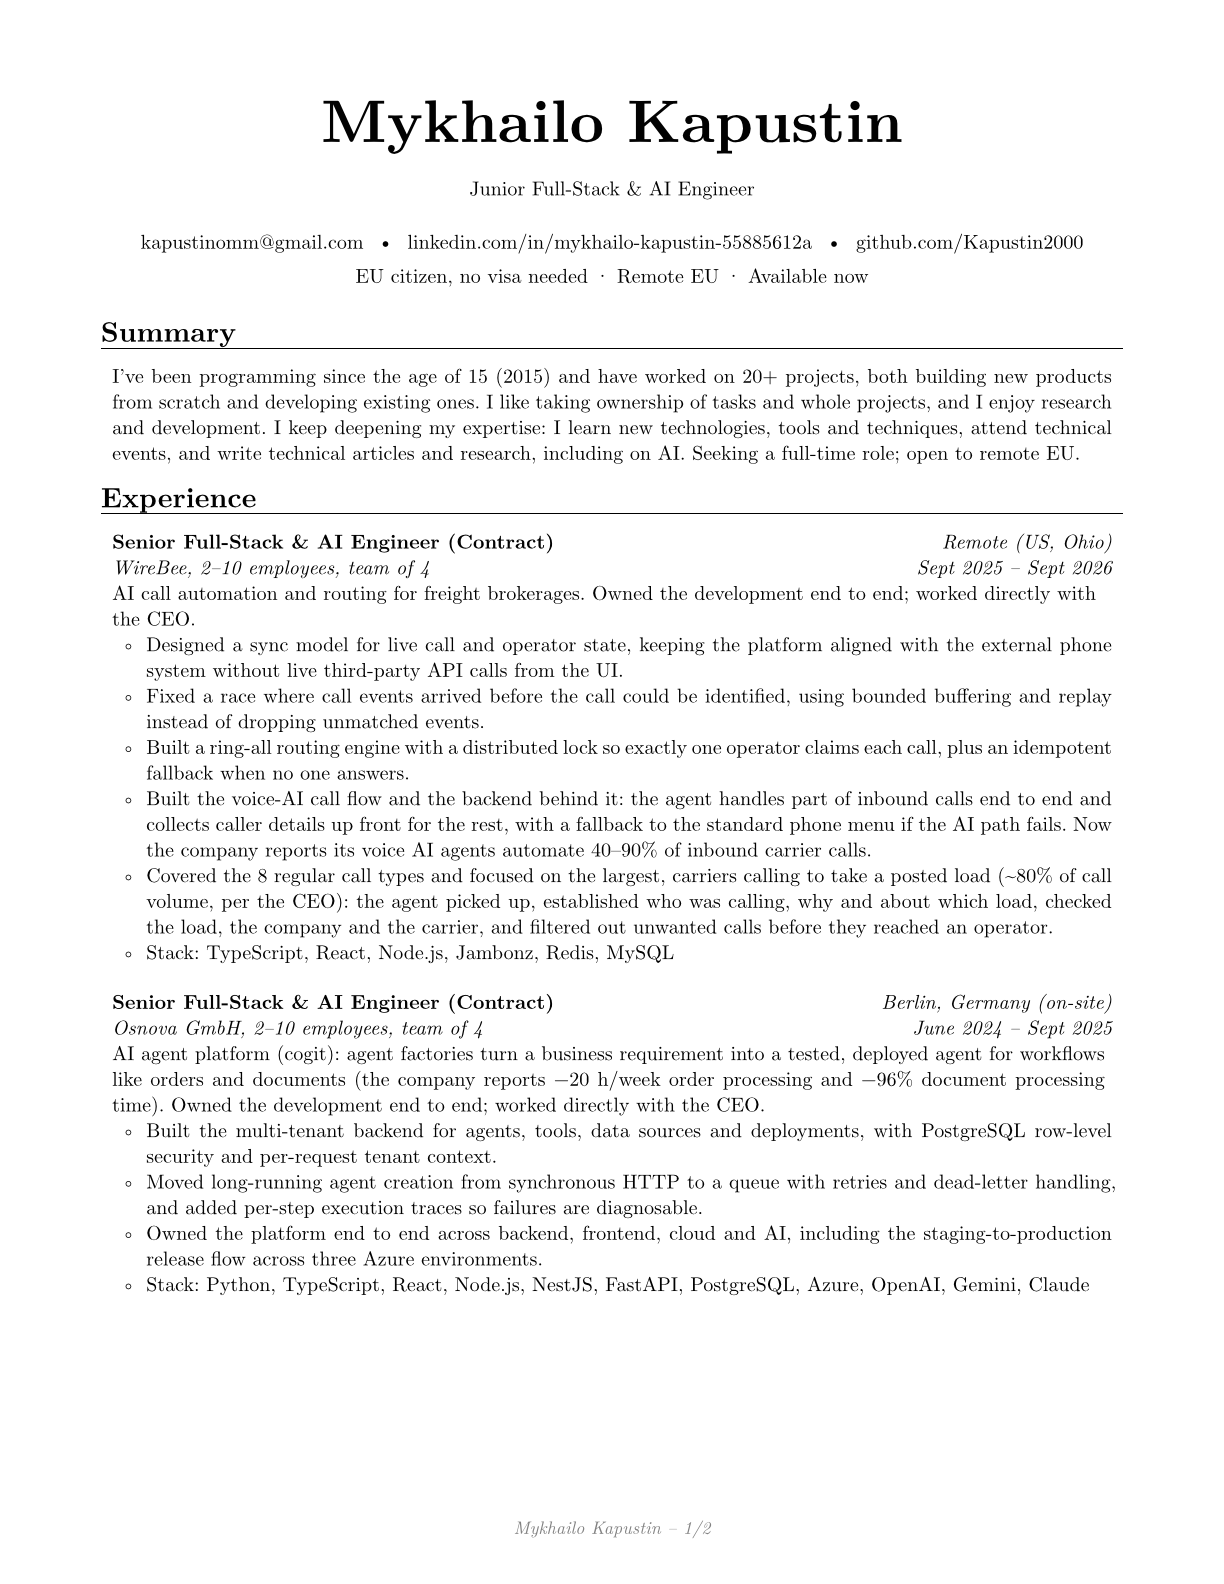 Mykhailo Kapustin
Junior Full-Stack & AI Engineer
kapustinomm@gmail.com • linkedin.com/in/mykhailo-kapustin-55885612a • github.com/Kapustin2000
EU citizen, no visa needed · Remote EU · Available now
Summary
I've been programming since the age of 15 (2015) and have worked on 20+ projects, both building new products
from scratch and developing existing ones. I like taking ownership of tasks and whole projects, and I enjoy research
and development. I keep deepening my expertise: I learn new technologies, tools and techniques, attend technical
events, and write technical articles and research, including on AI. Seeking a full-time role; open to remote EU.
Experience
Senior Full-Stack & AI Engineer (Contract) Remote (US, Ohio)
WireBee, 2–10 employees, team of 4 Sept 2025 – Sept 2026
AI call automation and routing for freight brokerages. Owned the development end to end; worked directly with
the CEO.
◦ Designed a sync model for live call and operator state, keeping the platform aligned with the external phone
system without live third-party API calls from the UI.
◦ Fixed a race where call events arrived before the call could be identified, using bounded buffering and replay
instead of dropping unmatched events.
◦ Built a ring-all routing engine with a distributed lock so exactly one operator claims each call, plus an idempotent
fallback when no one answers.
◦ Built the voice-AI call flow and the backend behind it: the agent handles part of inbound calls end to end and
collects caller details up front for the rest, with a fallback to the standard phone menu if the AI path fails. Now
the company reports its voice AI agents automate 40–90% of inbound carrier calls.
◦ Covered the 8 regular call types and focused on the largest, carriers calling to take a posted load (~80% of call
volume, per the CEO): the agent picked up, established who was calling, why and about which load, checked
the load, the company and the carrier, and filtered out unwanted calls before they reached an operator.
◦ Stack: TypeScript, React, Node.js, Jambonz, Redis, MySQL
Senior Full-Stack & AI Engineer (Contract) Berlin, Germany (on-site)
Osnova GmbH, 2–10 employees, team of 4 June 2024 – Sept 2025
AI agent platform (cogit): agent factories turn a business requirement into a tested, deployed agent for workflows
like orders and documents (the company reports −20 h/week order processing and −96% document processing
time). Owned the development end to end; worked directly with the CEO.
◦ Built the multi-tenant backend for agents, tools, data sources and deployments, with PostgreSQL row-level
security and per-request tenant context.
◦ Moved long-running agent creation from synchronous HTTP to a queue with retries and dead-letter handling,
and added per-step execution traces so failures are diagnosable.
◦ Owned the platform end to end across backend, frontend, cloud and AI, including the staging-to-production
release flow across three Azure environments.
◦ Stack: Python, TypeScript, React, Node.js, NestJS, FastAPI, PostgreSQL, Azure, OpenAI, Gemini, Claude
Mykhailo Kapustin – 1/2